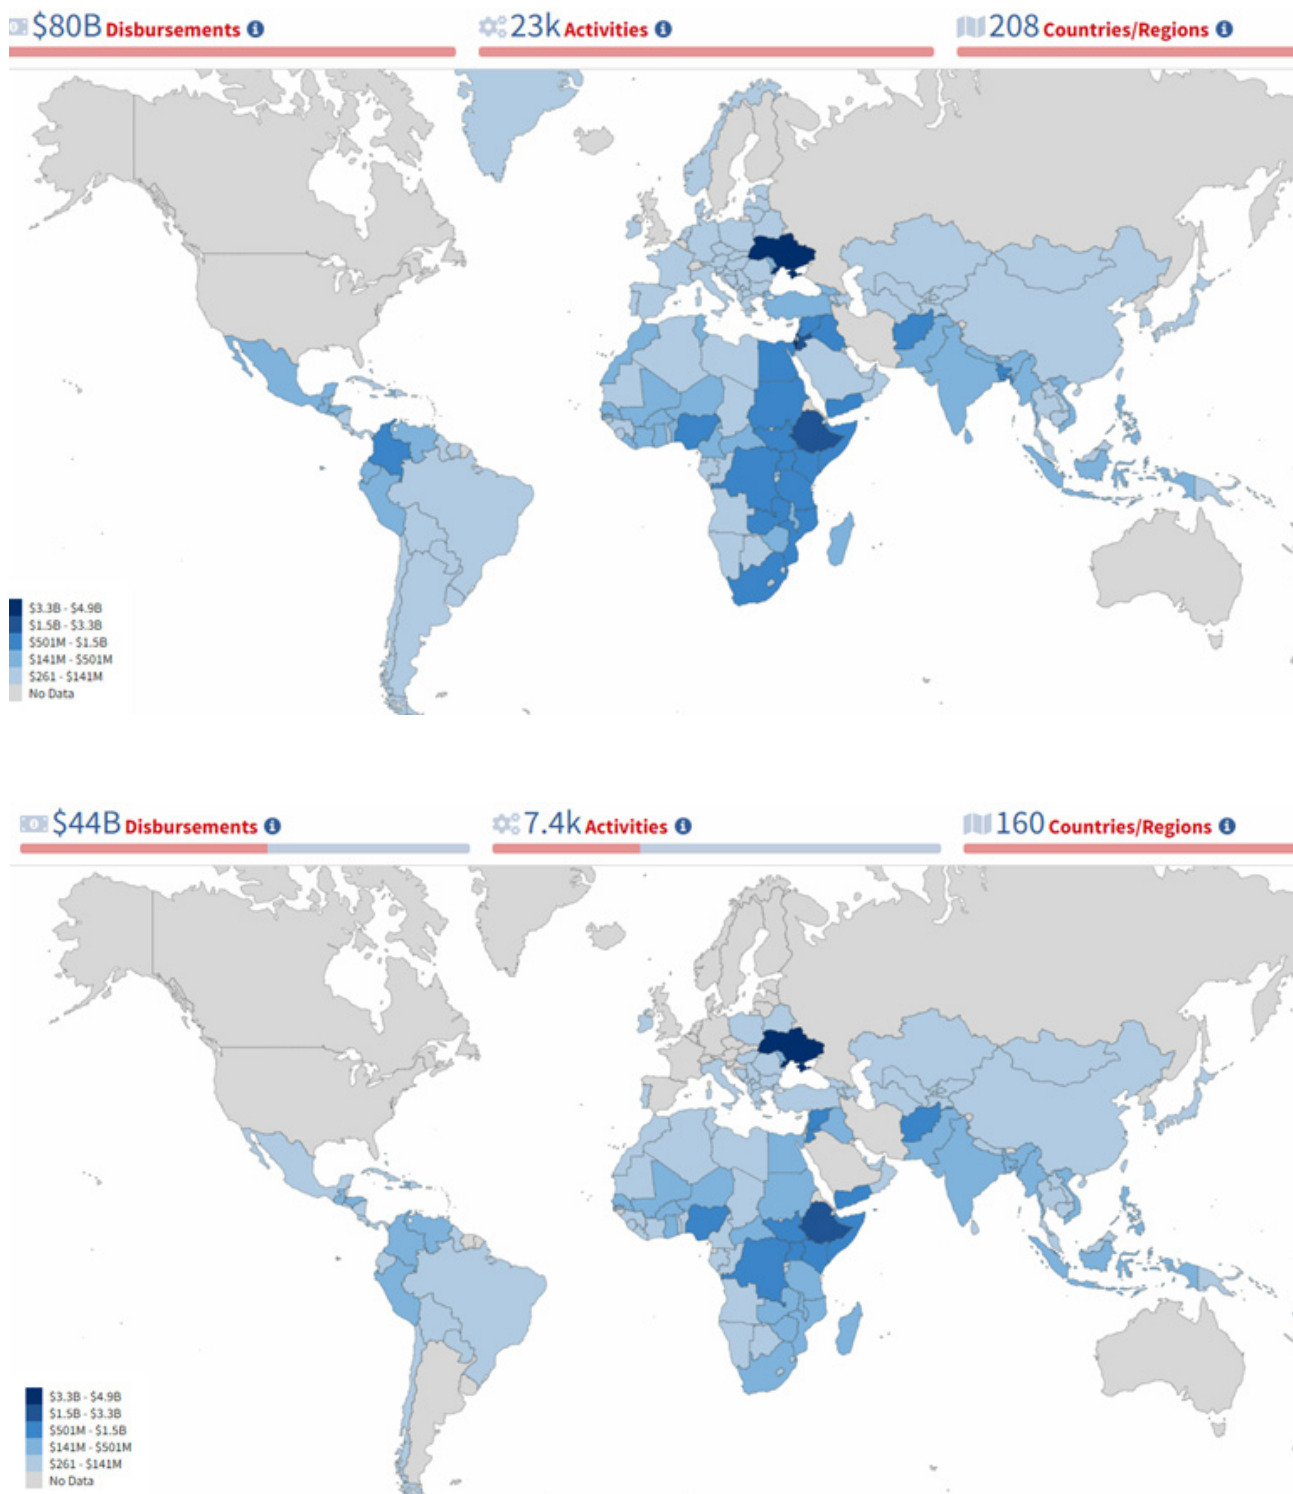 $80B Disbursements
23k Activities
208 Countries/Regions
$3.3B - $4.9B
$1.5B - $3.3B
$501M - $1.5B
$141M - $501M
$261 - $141M
No Data
$44B Disbursements
7.4k Activities
160 Countries/Regions
$3.3B - $4.9B
$1.5B - $3.3B
$501M - $1.5B
$141M - $501M
$261 - $141M
No Data